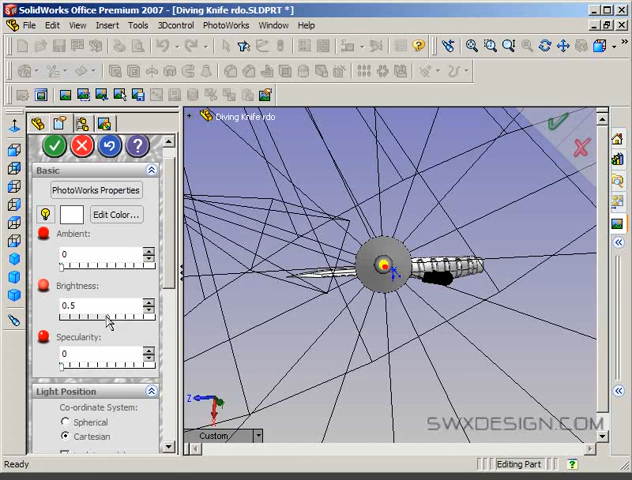 SolidWorks Office Premium 2007 - [Diving Knife rdo.SLDPRT *]
File Edit View Insert Tools 3Dcontrol PhotoWorks Window Help
Diving Knife rdo
Basic
PhotoWorks Properties
Edit Color...
Ambient:
0
Brightness:
0.5
Specularity:
0
Light Position
Co-ordinate System:
Spherical
Cartesian
Z
Custom
SWXDESIGN.COM
Ready
Editing Part